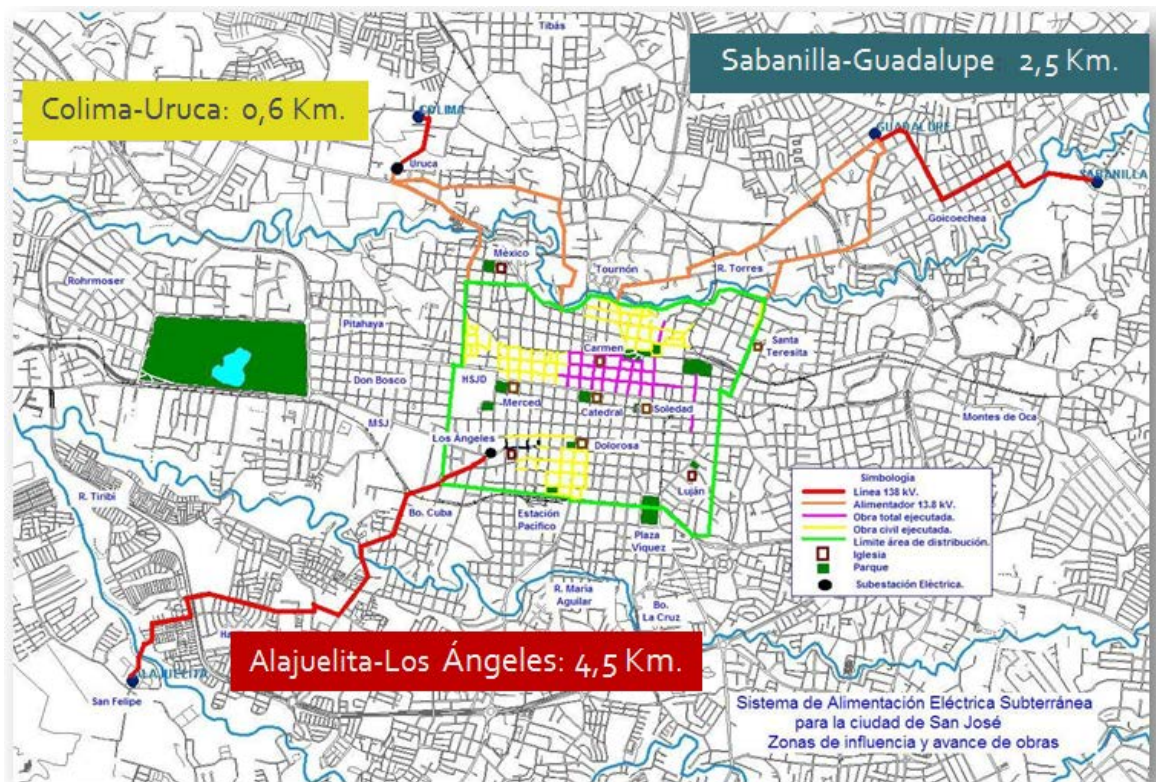 Tibás
Sabanilla-Guadalupe: 2,5 Km.
Colima-Uruca: 0,6 Km.
COLIMA
GUADALUPE
Uruca
SABANILLA
Goicoechea
México
Tournón
R. Torres
Rohrmoser
Pitahaya
Carmen
Santa
Teresita
Don Bosco
HSJD
Merced
Catedral
Soledad
Montes de Oca
MSJ
Los Angeles
Dolorosa
Simbología
Línea 138 kV.
Alimentador 13.8 kV.
Obra total ejecutada.
Obra civil ejecutada.
Límite área de distribución.
Iglesia
Parque
Subestación Eléctrica.
R. Tiribí
Luján
Bo. Cuba
Estación
Pacífico
Plaza
Víquez
R. María
Aguilar
Bo.
La Cruz
Alajuelita-Los Ángeles: 4,5 Km.
ALAJUELITA
San Felipe
Sistema de Alimentación Eléctrica Subterránea
para la ciudad de San José
Zonas de influencia y avance de obras